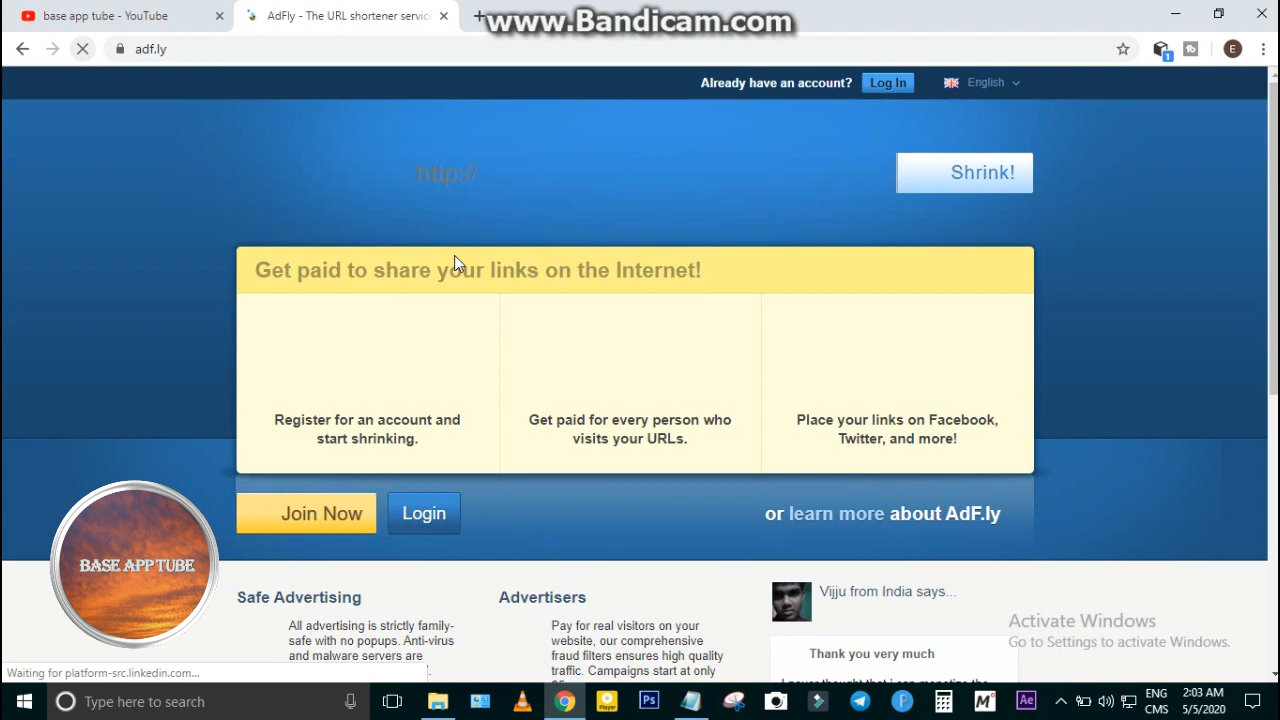 www.Bandicam.com
base app tube - YouTube
AdFly - The URL shortener service
adf.ly
Already have an account?
Log In
English
http://
Shrink!
Get paid to share your links on the Internet!
Register for an account and
start shrinking.
Get paid for every person who
visits your URLs.
Place your links on Facebook,
Twitter, and more!
Join Now
Login
or learn more about AdF.ly
BASE APP TUBE
Safe Advertising
All advertising is strictly family-
safe with no popups. Anti-virus
and malware servers are
Advertisers
Pay for real visitors on your
website, our comprehensive
fraud filters ensures high quality
traffic. Campaigns start at only
Vijju from India says...
Thank you very much
Activate Windows
Go to Settings to activate Windows.
Waiting for platform-src.linkedin.com...
Type here to search
Player
Ps
Ae
ENG
CMS
2:03 AM
5/5/2020